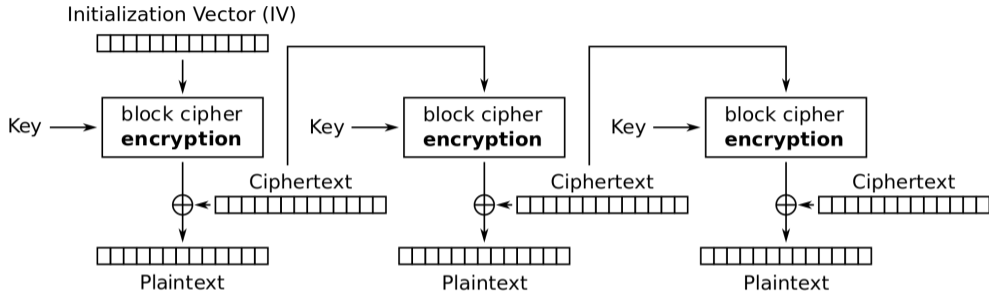 Initialization Vector (IV)
Key
block cipher
encryption
Ciphertext
Plaintext
Key
block cipher
encryption
Ciphertext
Plaintext
Key
block cipher
encryption
Ciphertext
Plaintext